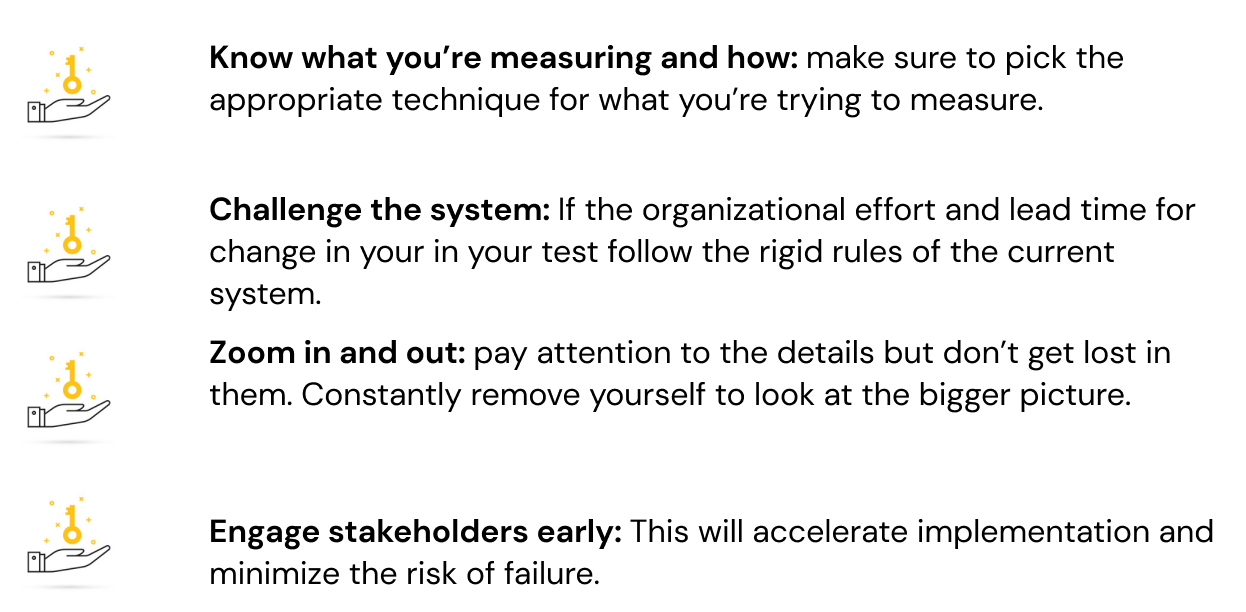 Know what you’re measuring and how: make sure to pick the
appropriate technique for what you’re trying to measure.
Challenge the system: If the organizational effort and lead time for
change in your in your test follow the rigid rules of the current
system.
Zoom in and out: pay attention to the details but don’t get lost in
them. Constantly remove yourself to look at the bigger picture.
Engage stakeholders early: This will accelerate implementation and
minimize the risk of failure.